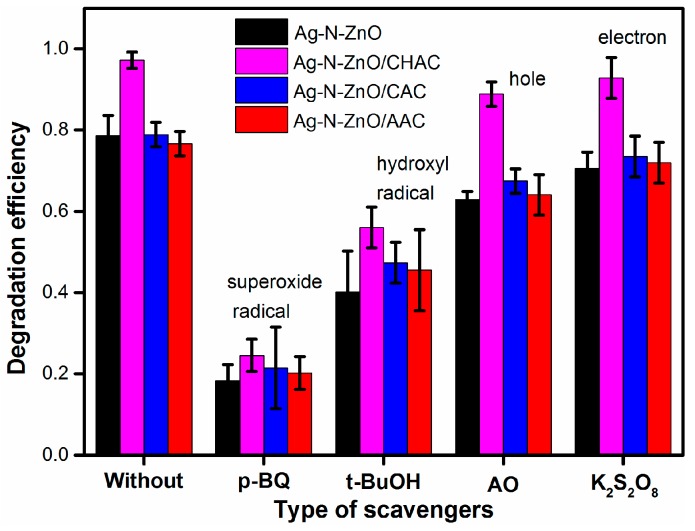 Ag-N-ZnO
Ag-N-ZnO/CHAC
Ag-N-ZnO/CAC
Ag-N-ZnO/AAC
electron
hole
hydroxyl
radical
superoxide
radical
Degradation efficiency
1.0
0.8
0.6
0.4
0.2
0.0
Without
p-BQ
t-BuOH
AO
K₂S₂O₈
Type of scavengers